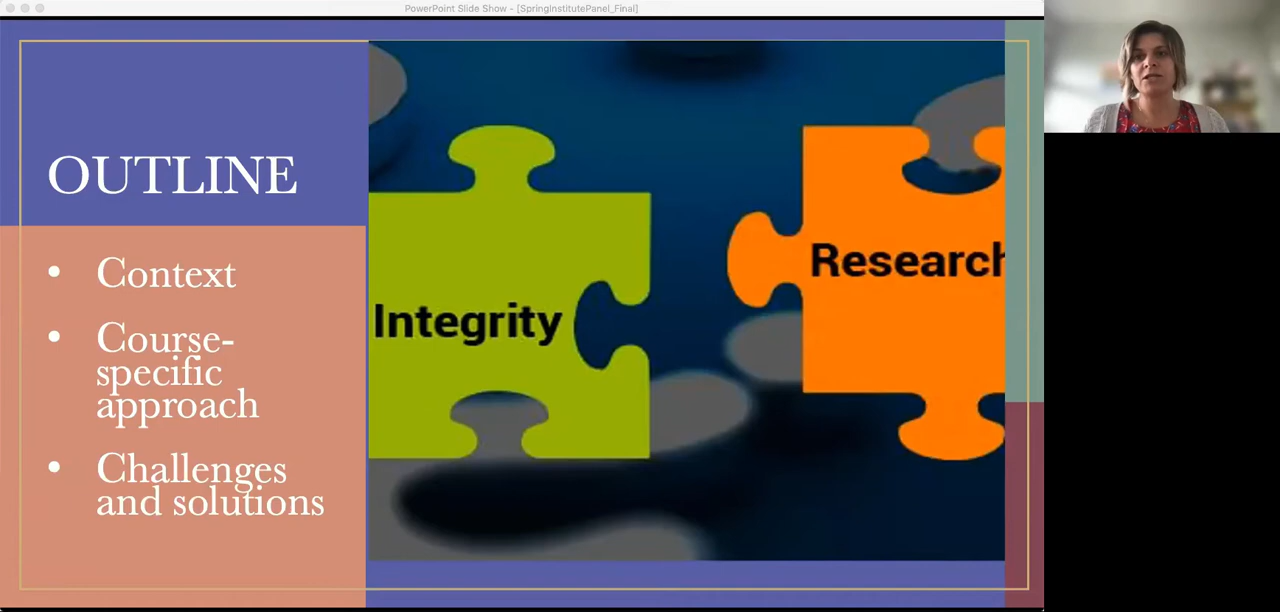 PowerPoint Slide Show - [SpringInstitutePanel_Final]
OUTLINE
• Context
• Course-
specific
approach
• Challenges
and solutions
Integrity
Research